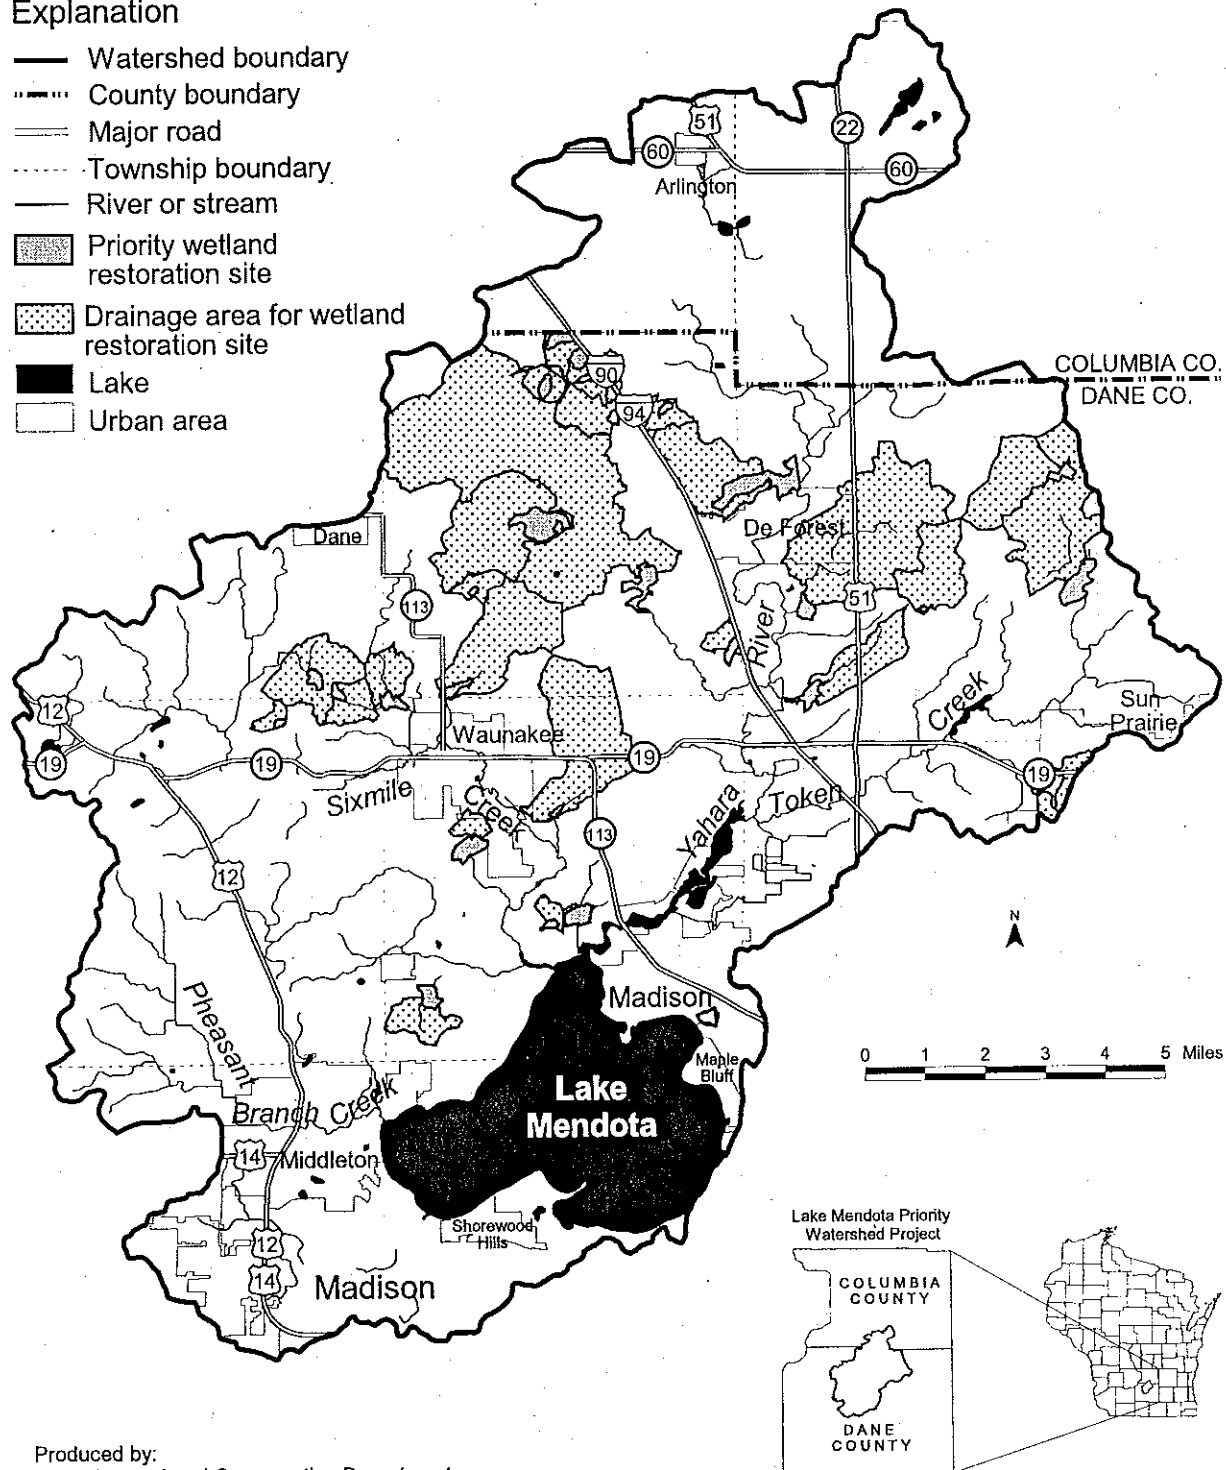 Explanation
Watershed boundary
County boundary
Major road
Township boundary
River or stream
Priority wetland
restoration site
Drainage area for wetland
restoration site
Lake
Urban area
51
22
60
60
Arlington
90
94
COLUMBIA CO.
DANE CO.
De Forest
Dane
113
51
River
12
Creek
Sun
Prairie
Waunakee
19
19
19
19
Sixmile
Creek
Yahara
Token
113
12
N
Pheasant
Madison
Maple
Bluff
0 1 2 3 4 5 Miles
Lake
Mendota
Branch Creek
14
Middleton
Shorewood
Hills
12
14
Madison
Lake Mendota Priority
Watershed Project
COLUMBIA
COUNTY
DANE
COUNTY
Produced by: